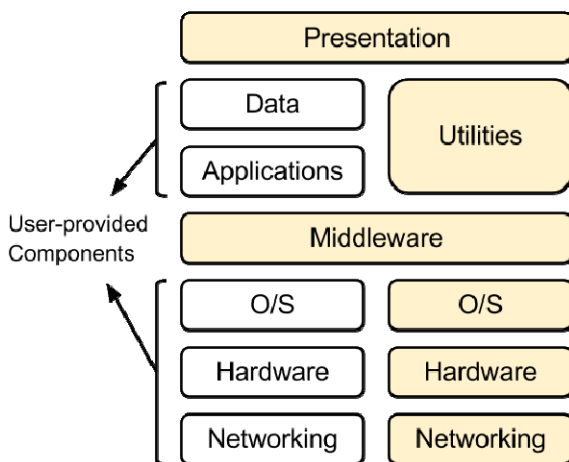 Presentation
Data
Utilities
Applications
User-provided
Components
Middleware
O/S
O/S
Hardware
Hardware
Networking
Networking